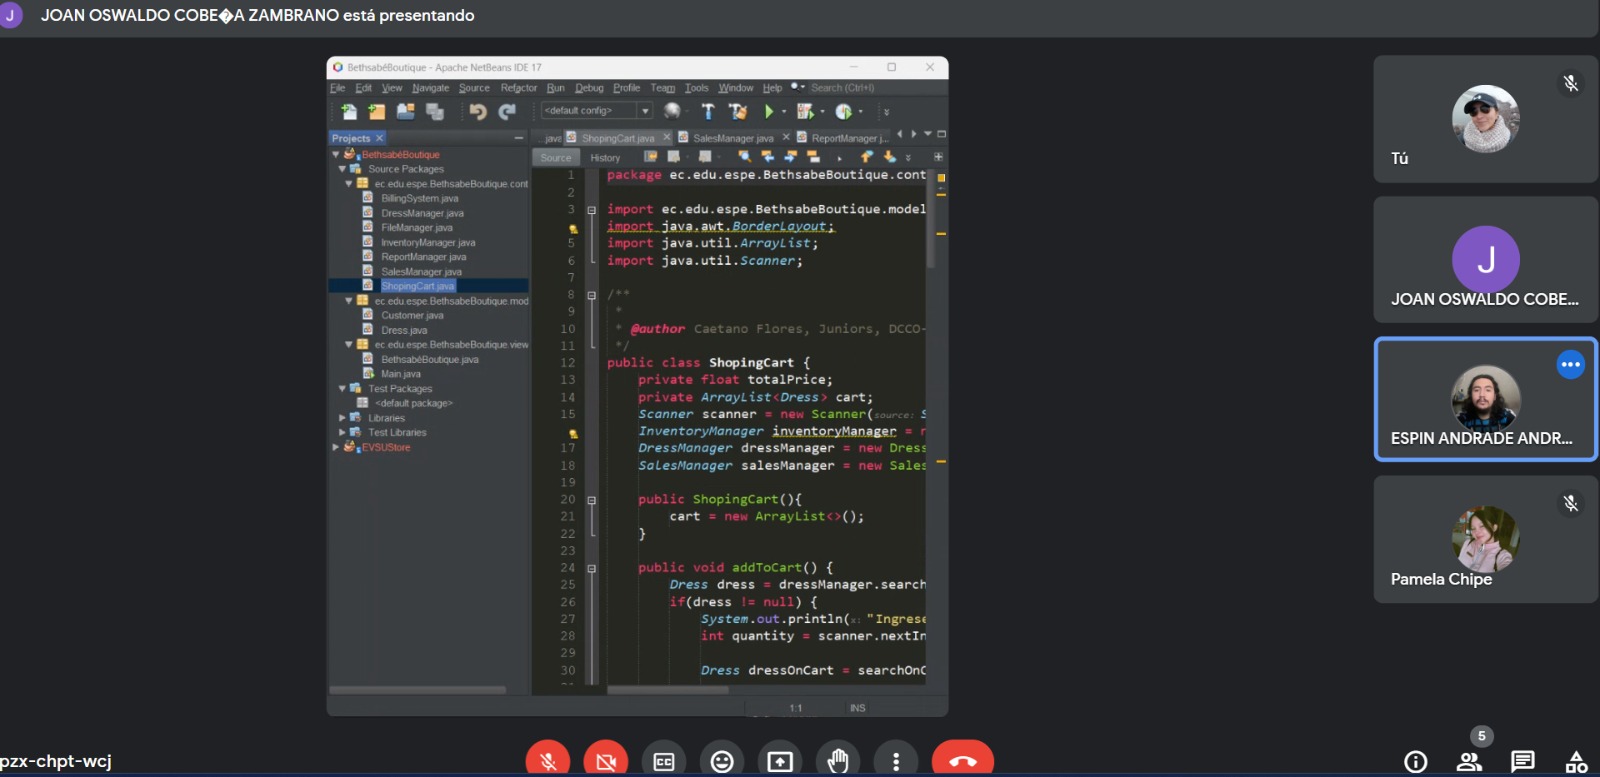 J
JOAN OSWALDO COBE�A ZAMBRANO está presentando
BethsabéBoutique - Apache NetBeans IDE 17
File Edit View Navigate Source Refactor Run Debug Profile Team Tools Window Help Search (Ctrl+I)
<default config>
Projects
.java ShopingCart.java SalesManager.java ReportManager.j...
Source History
BethsabéBoutique
Source Packages
ec.edu.espe.BethsabeBoutique.cont
BillingSystem.java
DressManager.java
FileManager.java
InventoryManager.java
ReportManager.java
SalesManager.java
ShopingCart.java
ec.edu.espe.BethsabeBoutique.mod
Customer.java
Dress.java
ec.edu.espe.BethsabeBoutique.view
BethsabéBoutique.java
Main.java
Test Packages
<default package>
Libraries
Test Libraries
EVSUStore
1 package ec.edu.espe.BethsabeBoutique.cont
2
3 import ec.edu.espe.BethsabeBoutique.model
import java.awt.BorderLayout;
5 import java.util.ArrayList;
6 import java.util.Scanner;
7
8 /**
9 *
10 * @author Caetano Flores, Juniors, DCCO-
11 */
12 public class ShopingCart {
13 private float totalPrice;
14 private ArrayList<Dress> cart;
15 Scanner scanner = new Scanner(source: S
InventoryManager inventoryManager = n
17 DressManager dressManager = new Dress
18 SalesManager salesManager = new Sales
19
20 public ShopingCart(){
21 cart = new ArrayList<>();
22 }
23
24 public void addToCart() {
25 Dress dress = dressManager.search
26 if(dress != null) {
27 System.out.println(x: "Ingrese
28 int quantity = scanner.nextIn
29
30 Dress dressOnCart = searchOnC
1:1 INS
Tú
J
JOAN OSWALDO COBE...
ESPIN ANDRADE ANDR...
Pamela Chipe
pzx-chpt-wcj
CC
5